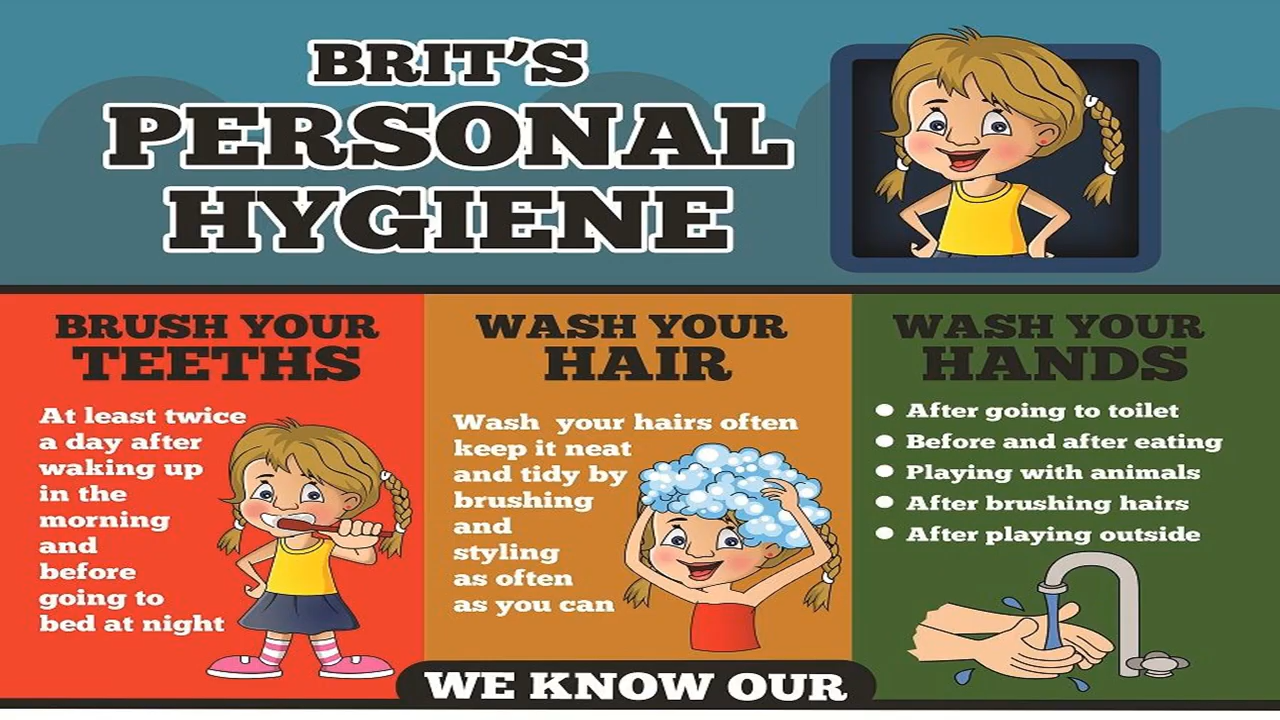 BRIT'S
PERSONAL
HYGIENE
BRUSH YOUR
TEETHS
At least twice
a day after
waking up
in the
morning
and
before
going to
bed at night
WASH YOUR
HAIR
Wash your hairs often
keep it neat
and tidy by
brushing
and
styling
as often
as you can
WASH YOUR
HANDS
● After going to toilet
● Before and after eating
● Playing with animals
● After brushing hairs
● After playing outside
WE KNOW OUR